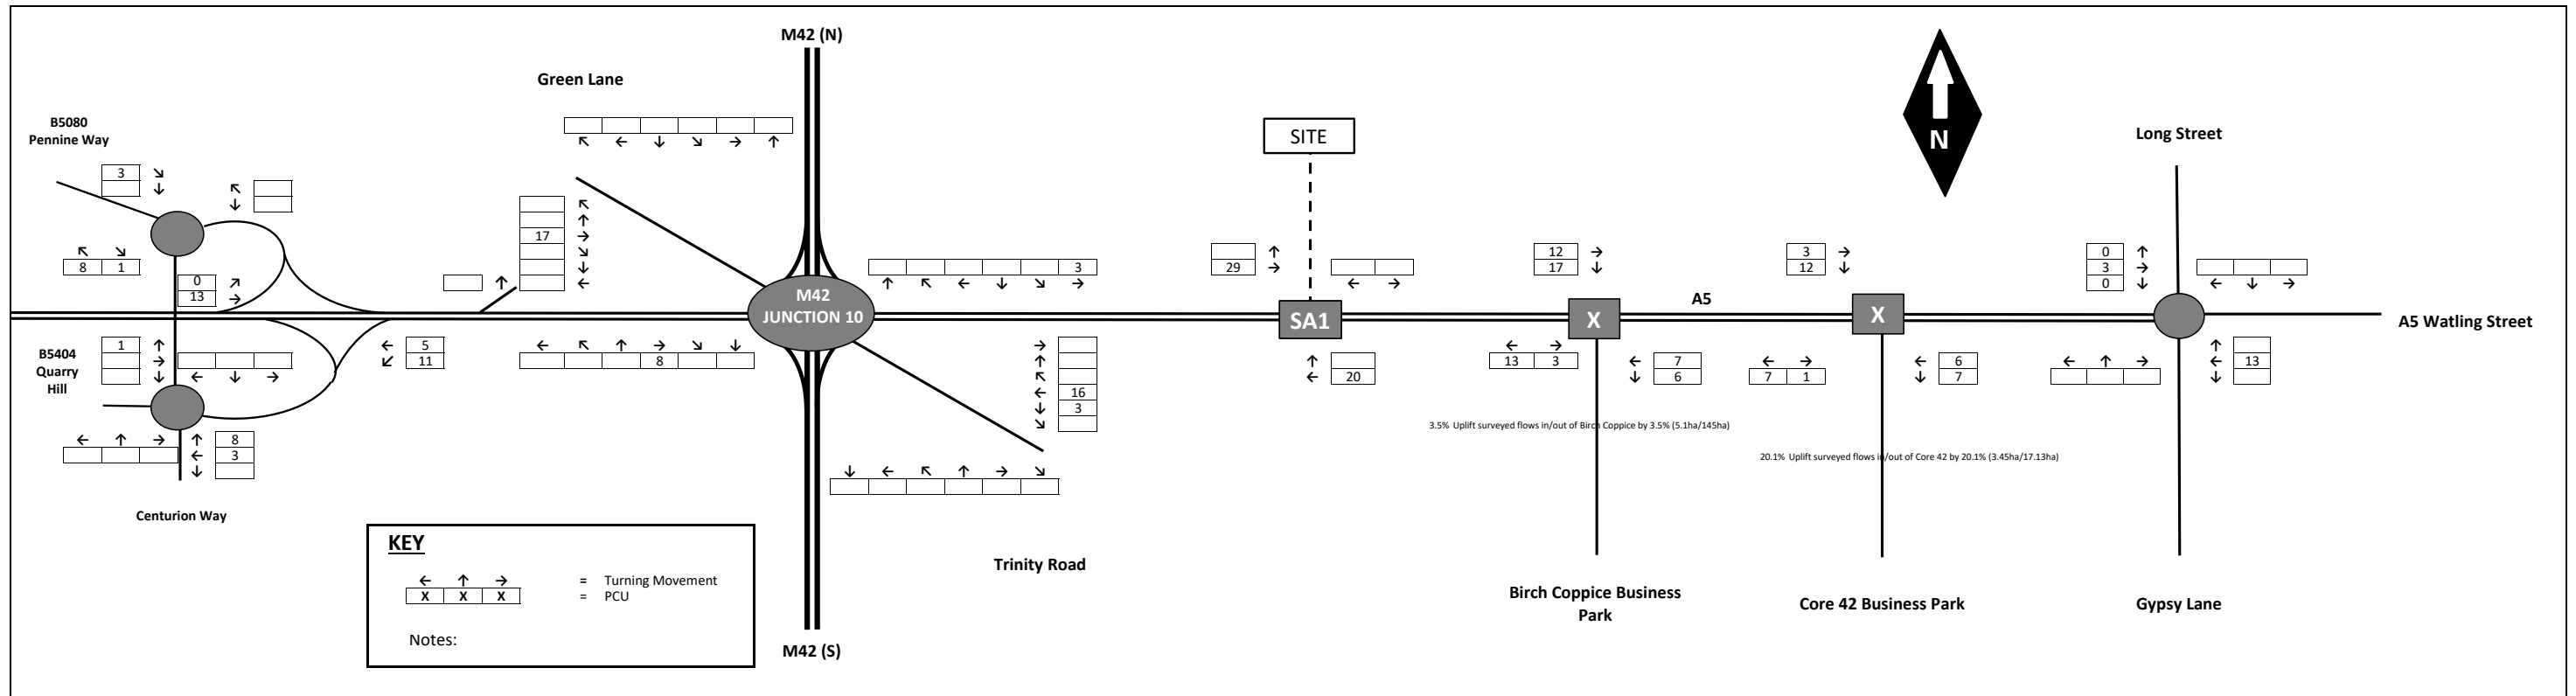 M42 (N)
Green Lane
B5080
Pennine Way
SITE
N
Long Street
3
8 1
0
13
17
3
29
12
17
3
12
0
3
0
M42
JUNCTION 10
SA1
X
A5
X
A5 Watling Street
B5404
Quarry
Hill
1
5
11
8
16
3
20
13 3
7
6
7 1
6
7
13
8
3
3.5% Uplift surveyed flows in/out of Birch Coppice by 3.5% (5.1ha/145ha)
20.1% Uplift surveyed flows in/out of Core 42 by 20.1% (3.45ha/17.13ha)
Centurion Way
KEY
= Turning Movement
X X X = PCU
Notes:
Trinity Road
Birch Coppice Business
Park
Core 42 Business Park
Gypsy Lane
M42 (S)